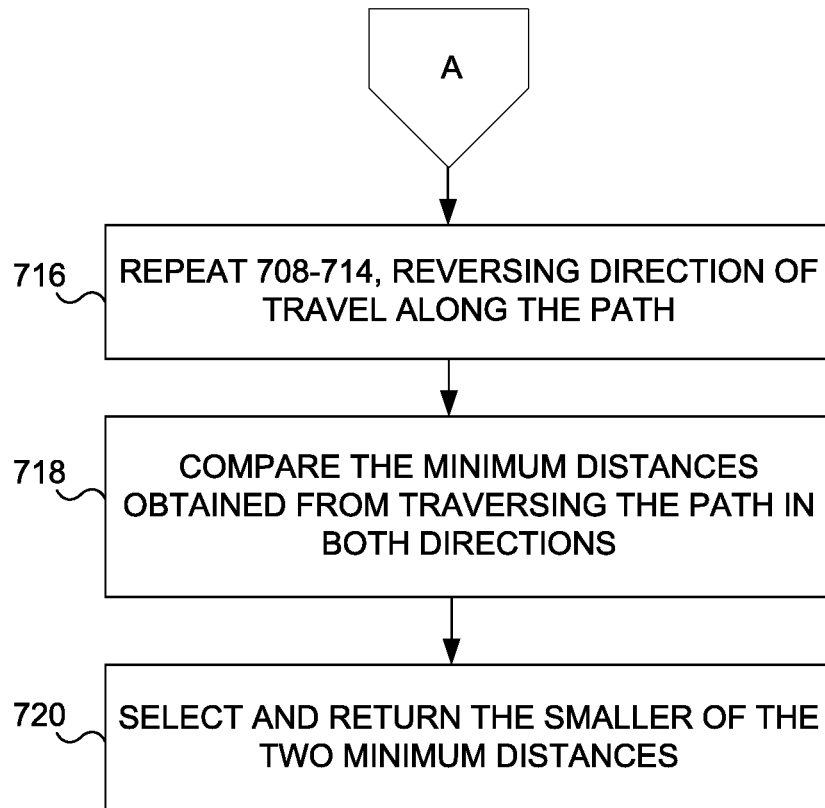 A
716
REPEAT 708-714, REVERSING DIRECTION OF
TRAVEL ALONG THE PATH
718
COMPARE THE MINIMUM DISTANCES
OBTAINED FROM TRAVERSING THE PATH IN
BOTH DIRECTIONS
720
SELECT AND RETURN THE SMALLER OF THE
TWO MINIMUM DISTANCES